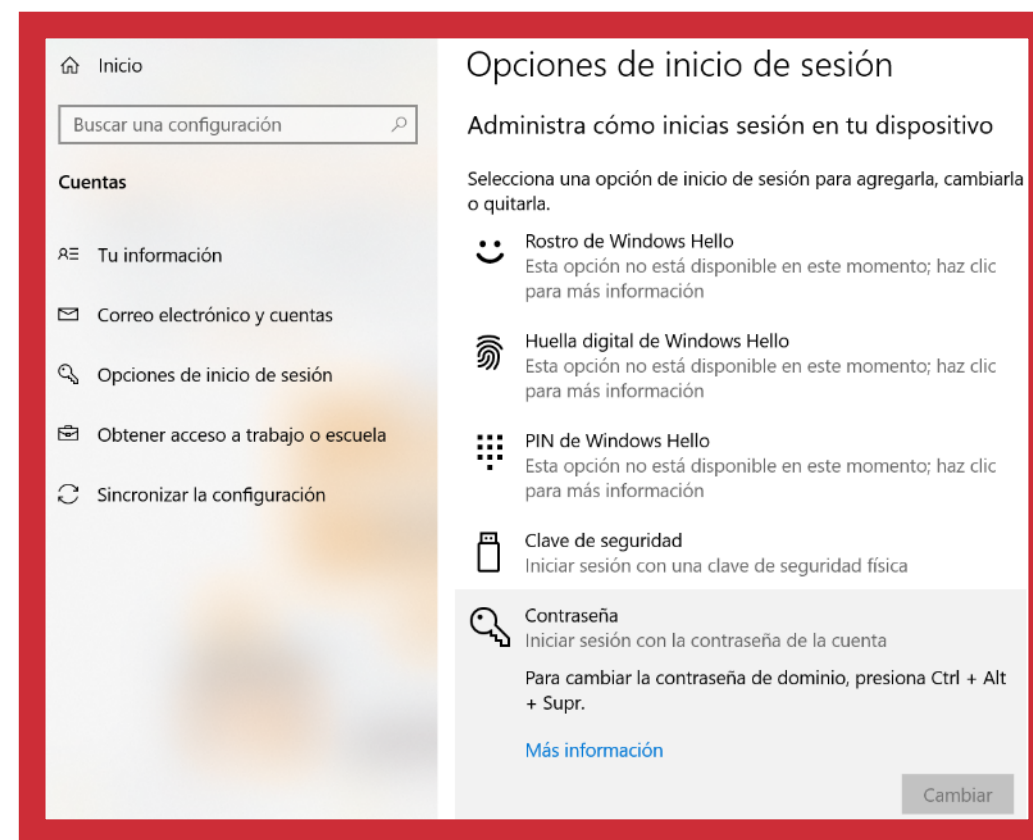 Inicio
Buscar una configuración
Cuentas
Tu información
Correo electrónico y cuentas
Opciones de inicio de sesión
Obtener acceso a trabajo o escuela
Sincronizar la configuración
Opciones de inicio de sesión
Administra cómo inicias sesión en tu dispositivo
Selecciona una opción de inicio de sesión para agregarla, cambiarla
o quitarla.
Rostro de Windows Hello
Esta opción no está disponible en este momento; haz clic
para más información
Huella digital de Windows Hello
Esta opción no está disponible en este momento; haz clic
para más información
PIN de Windows Hello
Esta opción no está disponible en este momento; haz clic
para más información
Clave de seguridad
Iniciar sesión con una clave de seguridad física
Contraseña
Iniciar sesión con la contraseña de la cuenta
Para cambiar la contraseña de dominio, presiona Ctrl + Alt
+ Supr.
Más información
Cambiar